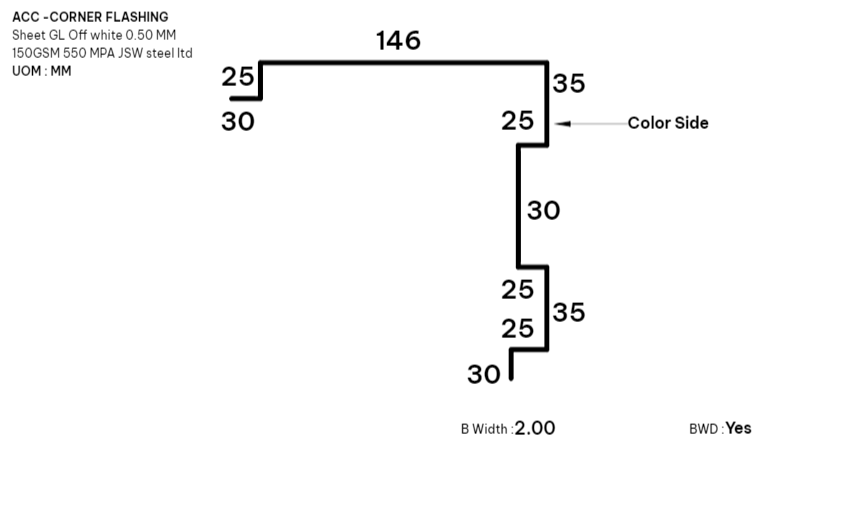 ACC -CORNER FLASHING
Sheet GL Off white 0.50 MM
150GSM 550 MPA JSW steel ltd
UOM : MM
146
25
35
30
25
Color Side
30
25
35
25
30
B Width :2.00
BWD :Yes